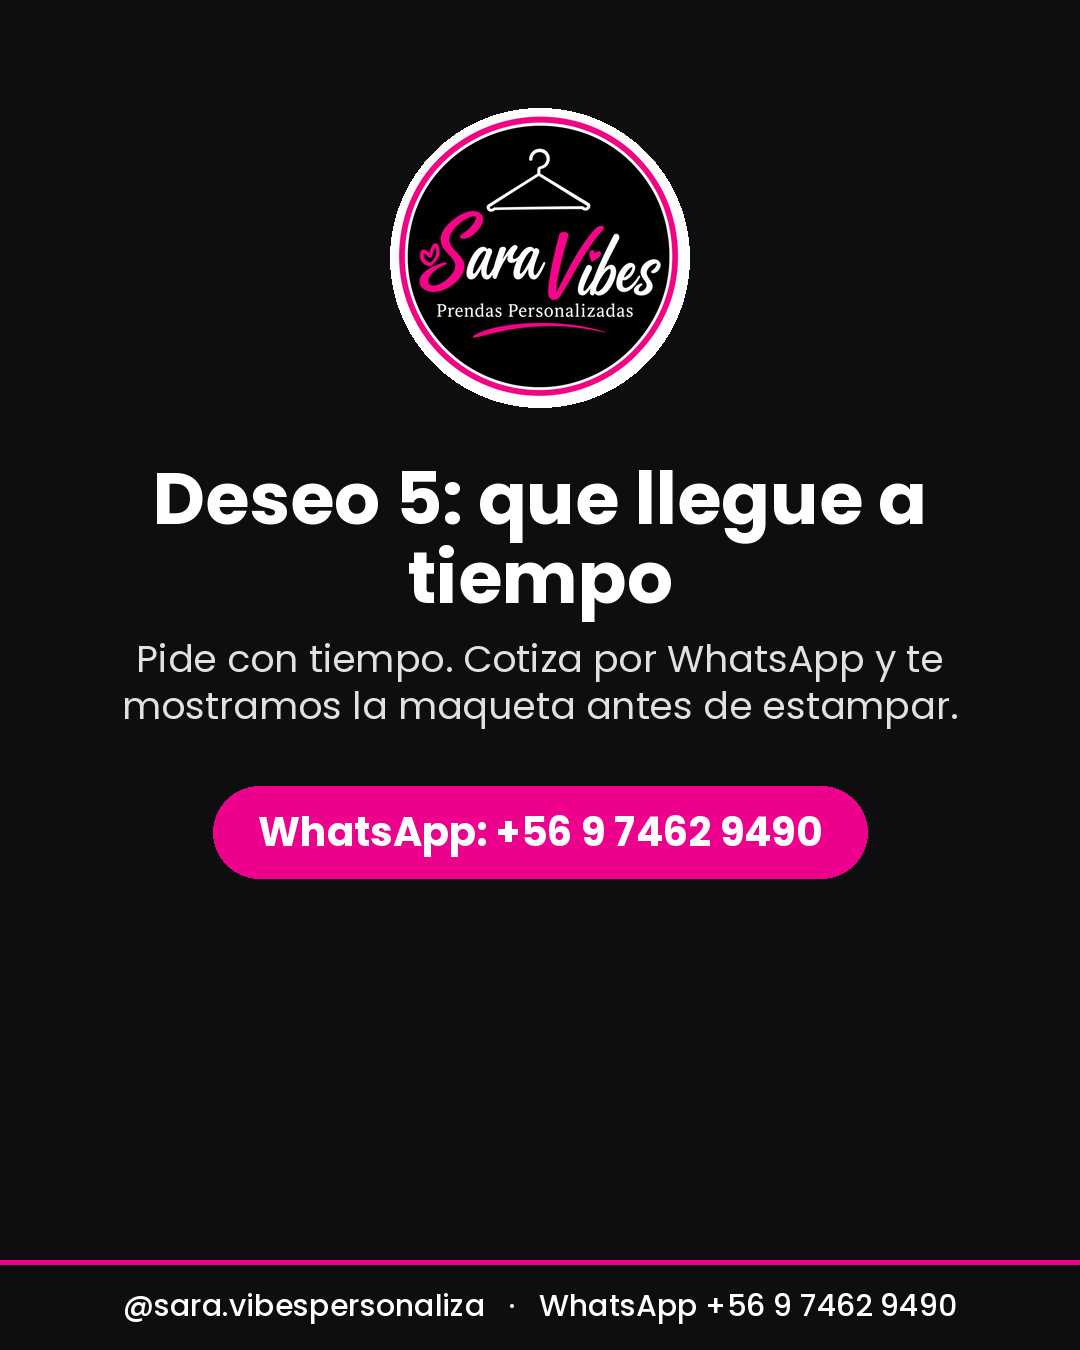 Sara Vibes
Prendas Personalizadas
Deseo 5: que llegue a
tiempo
Pide con tiempo. Cotiza por WhatsApp y te
mostramos la maqueta antes de estampar.
WhatsApp: +56 9 7462 9490
@sara.vibespersonaliza · WhatsApp +56 9 7462 9490